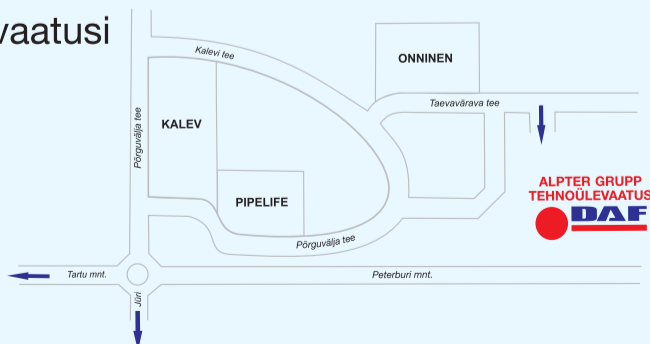 vaatusi
Kalevi tee
ONNINEN
Taevavärava tee
Põrguvälja tee
KALEV
PIPELIFE
ALPTER GRUPP
TEHNOÜLEVAATUS
DAF
Põrguvälja tee
Tartu mnt.
Peterburi mnt.
Jüri